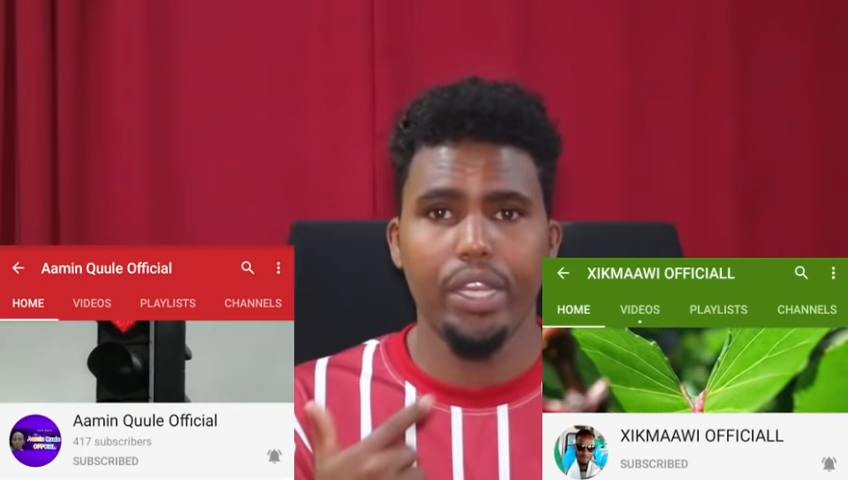 Aamin Quule Official
HOME VIDEOS PLAYLISTS CHANNELS
Aamin Quule Official
417 subscribers
SUBSCRIBED
XIKMAAWI OFFICIALL
HOME VIDEOS PLAYLISTS CHANNELS
XIKMAAWI OFFICIALL
SUBSCRIBED